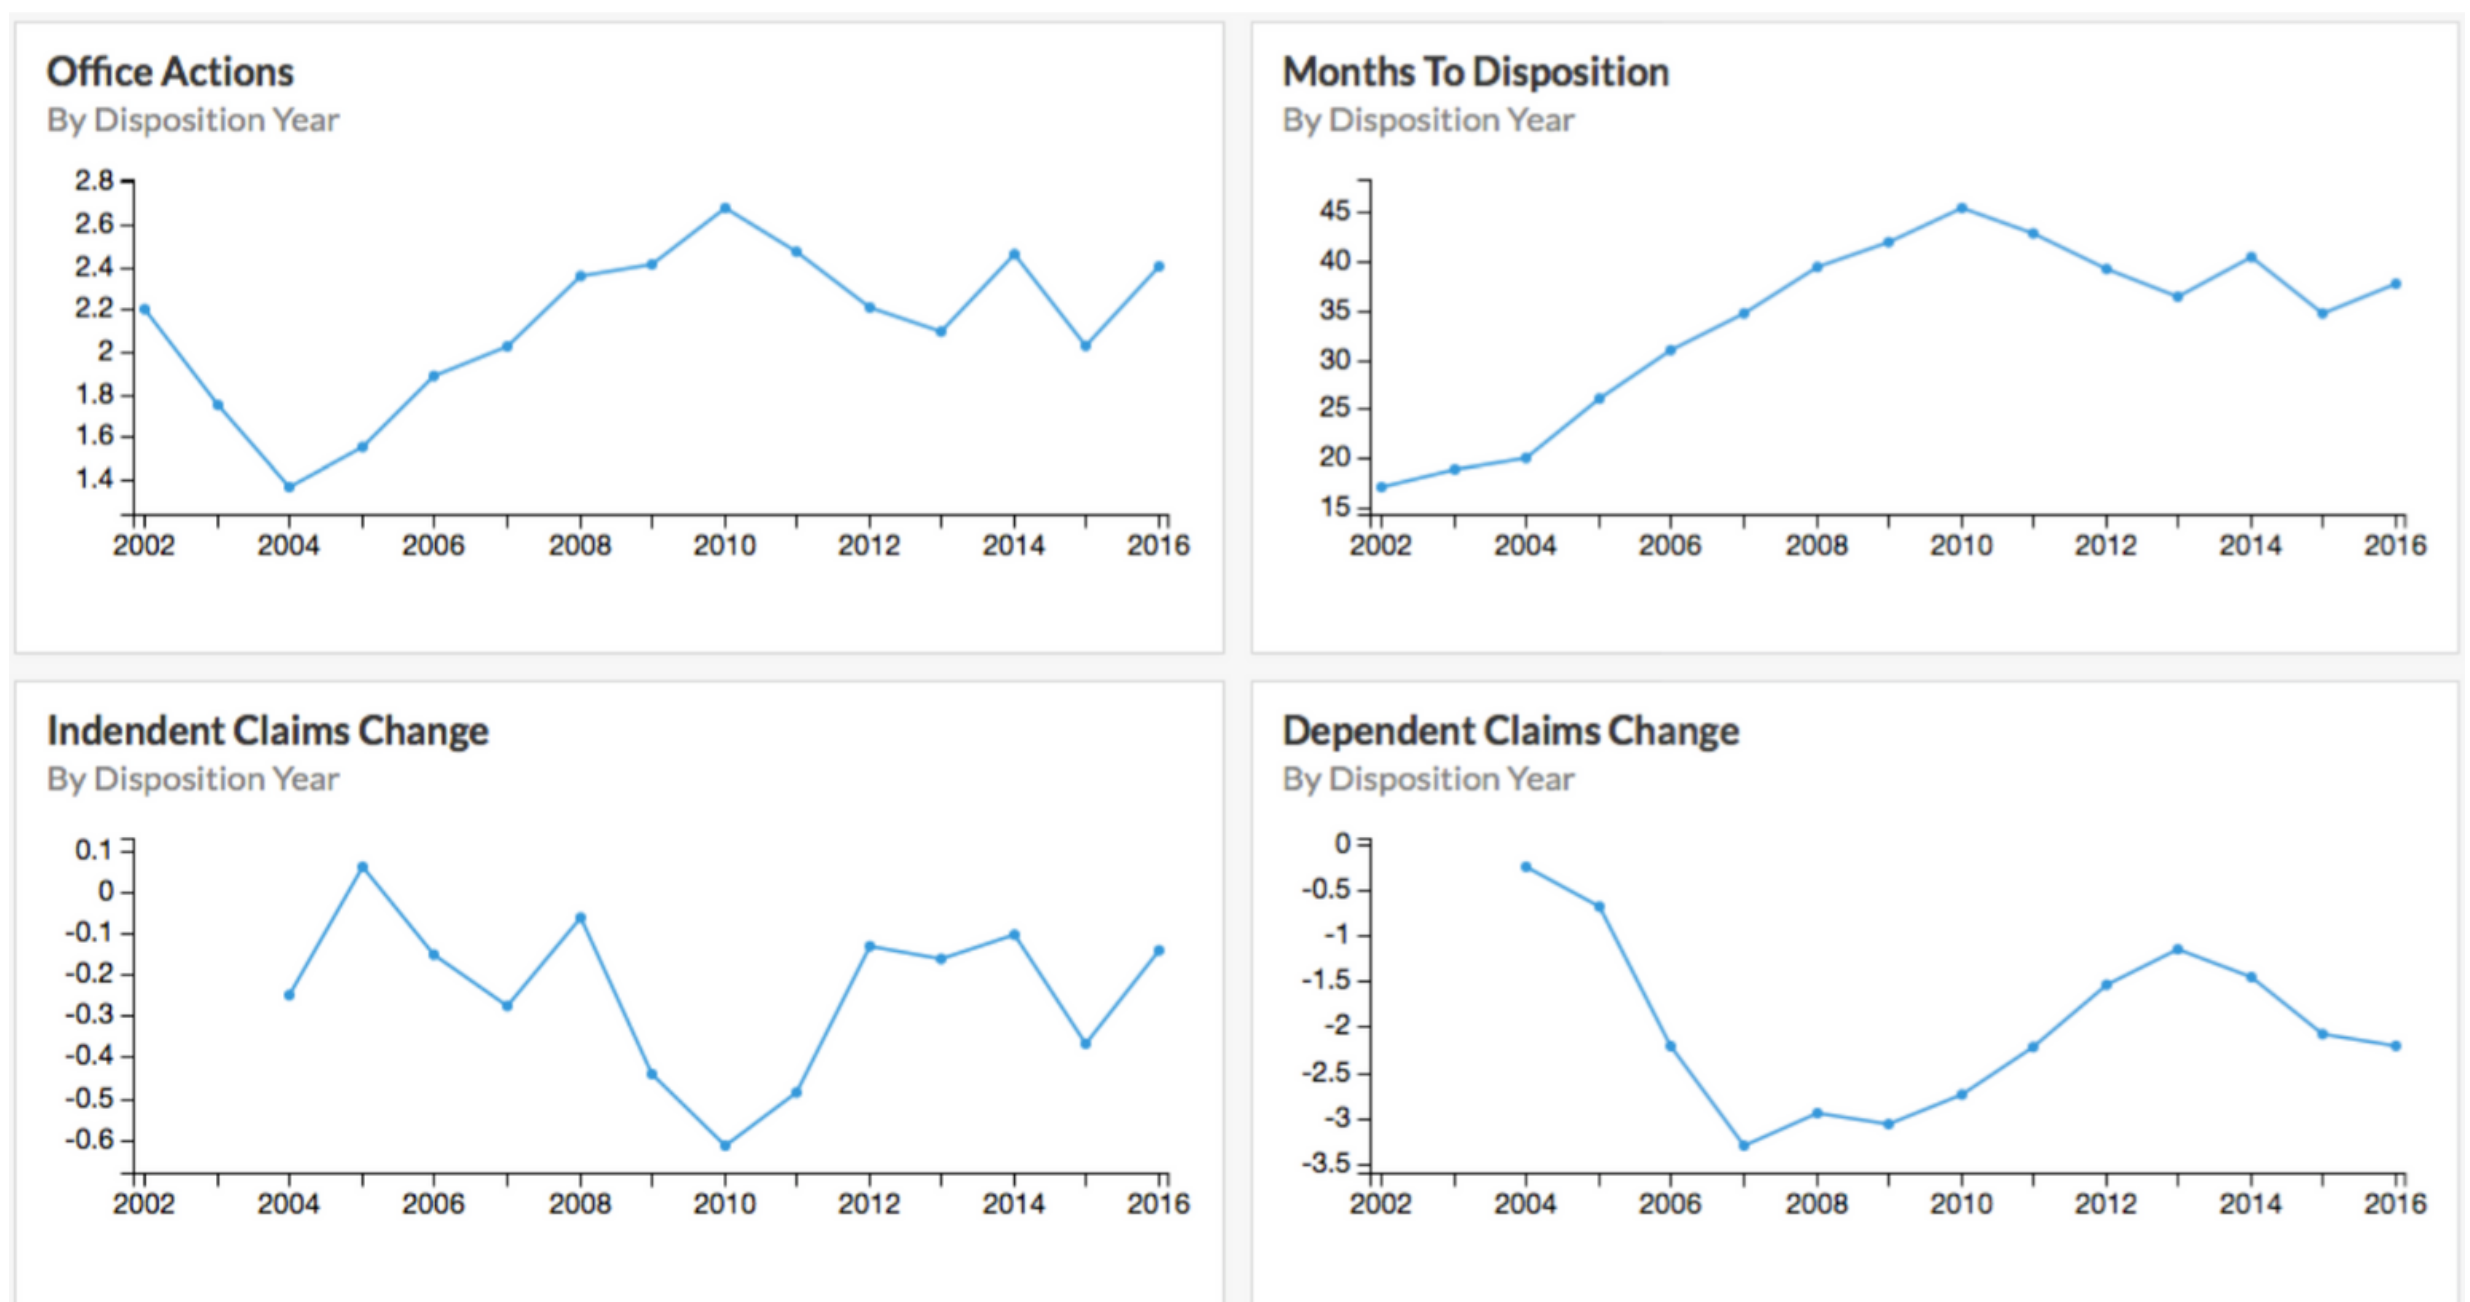 Office Actions
By Disposition Year
2.8
2.6
2.4
2.2
2
1.8
1.6
1.4
2002 2004 2006 2008 2010 2012 2014 2016
Months To Disposition
By Disposition Year
45
40
35
30
25
20
15
2002 2004 2006 2008 2010 2012 2014 2016
Indendent Claims Change
By Disposition Year
0.1
0
-0.1
-0.2
-0.3
-0.4
-0.5
-0.6
2002 2004 2006 2008 2010 2012 2014 2016
Dependent Claims Change
By Disposition Year
0
-0.5
-1
-1.5
-2
-2.5
-3
-3.5
2002 2004 2006 2008 2010 2012 2014 2016